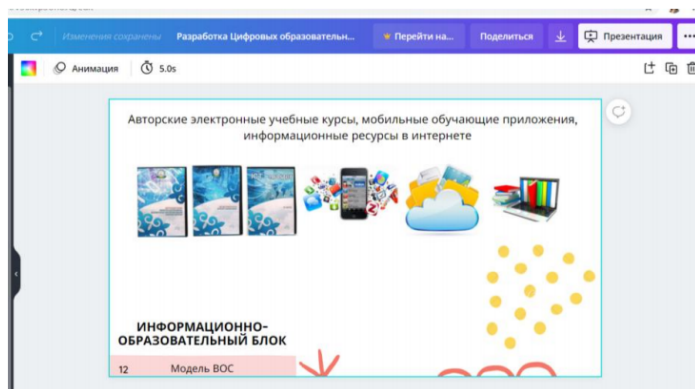 Изменения сохранены
Разработка Цифровых образовательн...
Перейти на...
Поделиться
Презентация
Анимация
5.0s
Авторские электронные учебные курсы, мобильные обучающие приложения,
информационные ресурсы в интернете
ИНФОРМАЦИОННО-
ОБРАЗОВАТЕЛЬНЫЙ БЛОК
12 Модель ВОС